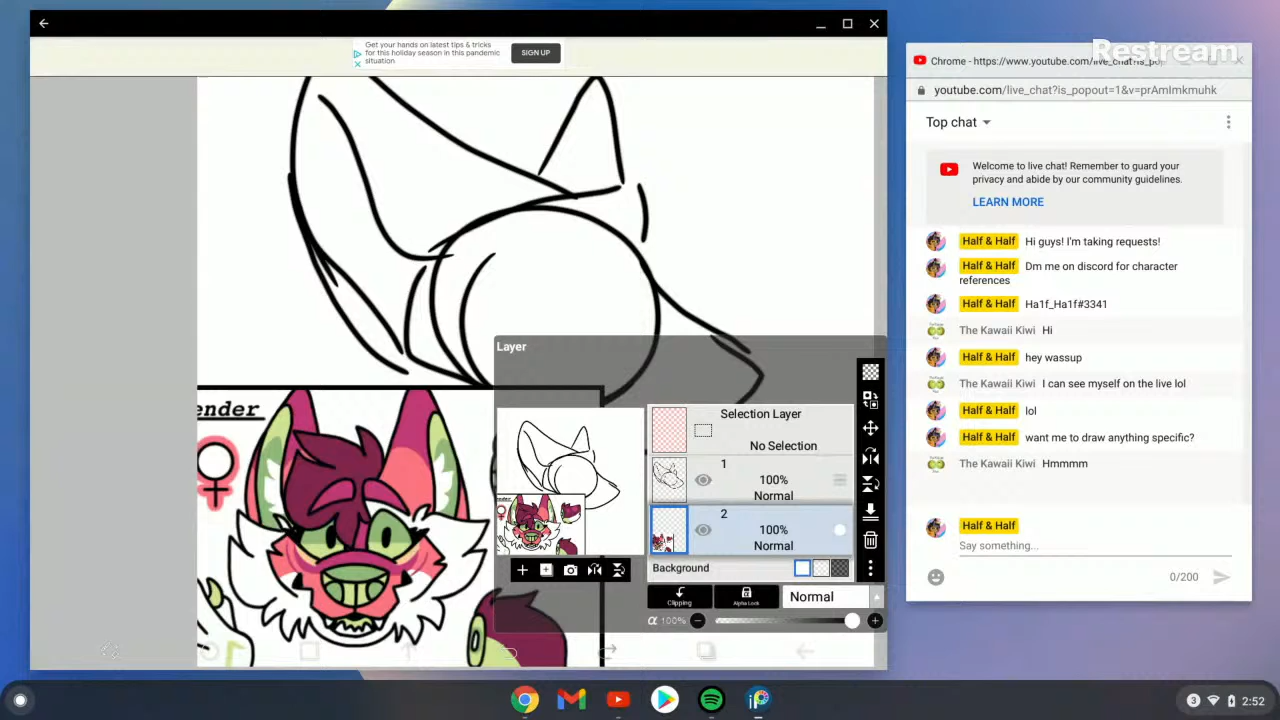 Get your hands on latest tips & tricks
for this holiday season in this pandemic
situation
SIGN UP
Restream
Chrome - https://www.youtube.com/live_chat?is_po
youtube.com/live_chat?is_popout=1&v=prAmImkmuhk
Top chat
Welcome to live chat! Remember to guard your
privacy and abide by our community guidelines.
LEARN MORE
Half & Half Hi guys! I'm taking requests!
Half & Half Dm me on discord for character
references
Half & Half Ha1f_Ha1f#3341
The Kawaii Kiwi Hi
Half & Half hey wassup
The Kawaii Kiwi I can see myself on the live lol
Half & Half lol
Half & Half want me to draw anything specific?
The Kawaii Kiwi Hmmmm
Half & Half
Say something...
0/200
Layer
Selection Layer
No Selection
1
100%
Normal
2
100%
Normal
Background
Clipping
Alpha Lock
Normal
α 100%
ender
iP
3
2:52